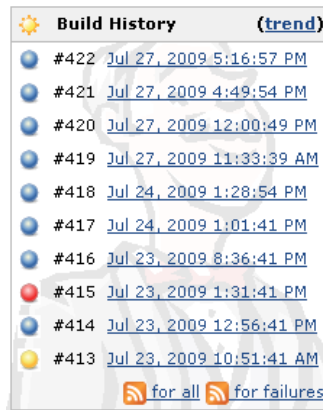 Build History (trend)
#422 Jul 27, 2009 5:16:57 PM
#421 Jul 27, 2009 4:49:54 PM
#420 Jul 27, 2009 12:00:49 PM
#419 Jul 27, 2009 11:33:39 AM
#418 Jul 24, 2009 1:28:54 PM
#417 Jul 24, 2009 1:01:41 PM
#416 Jul 23, 2009 8:36:41 PM
#415 Jul 23, 2009 1:31:41 PM
#414 Jul 23, 2009 12:56:41 PM
#413 Jul 23, 2009 10:51:41 AM
for all for failures